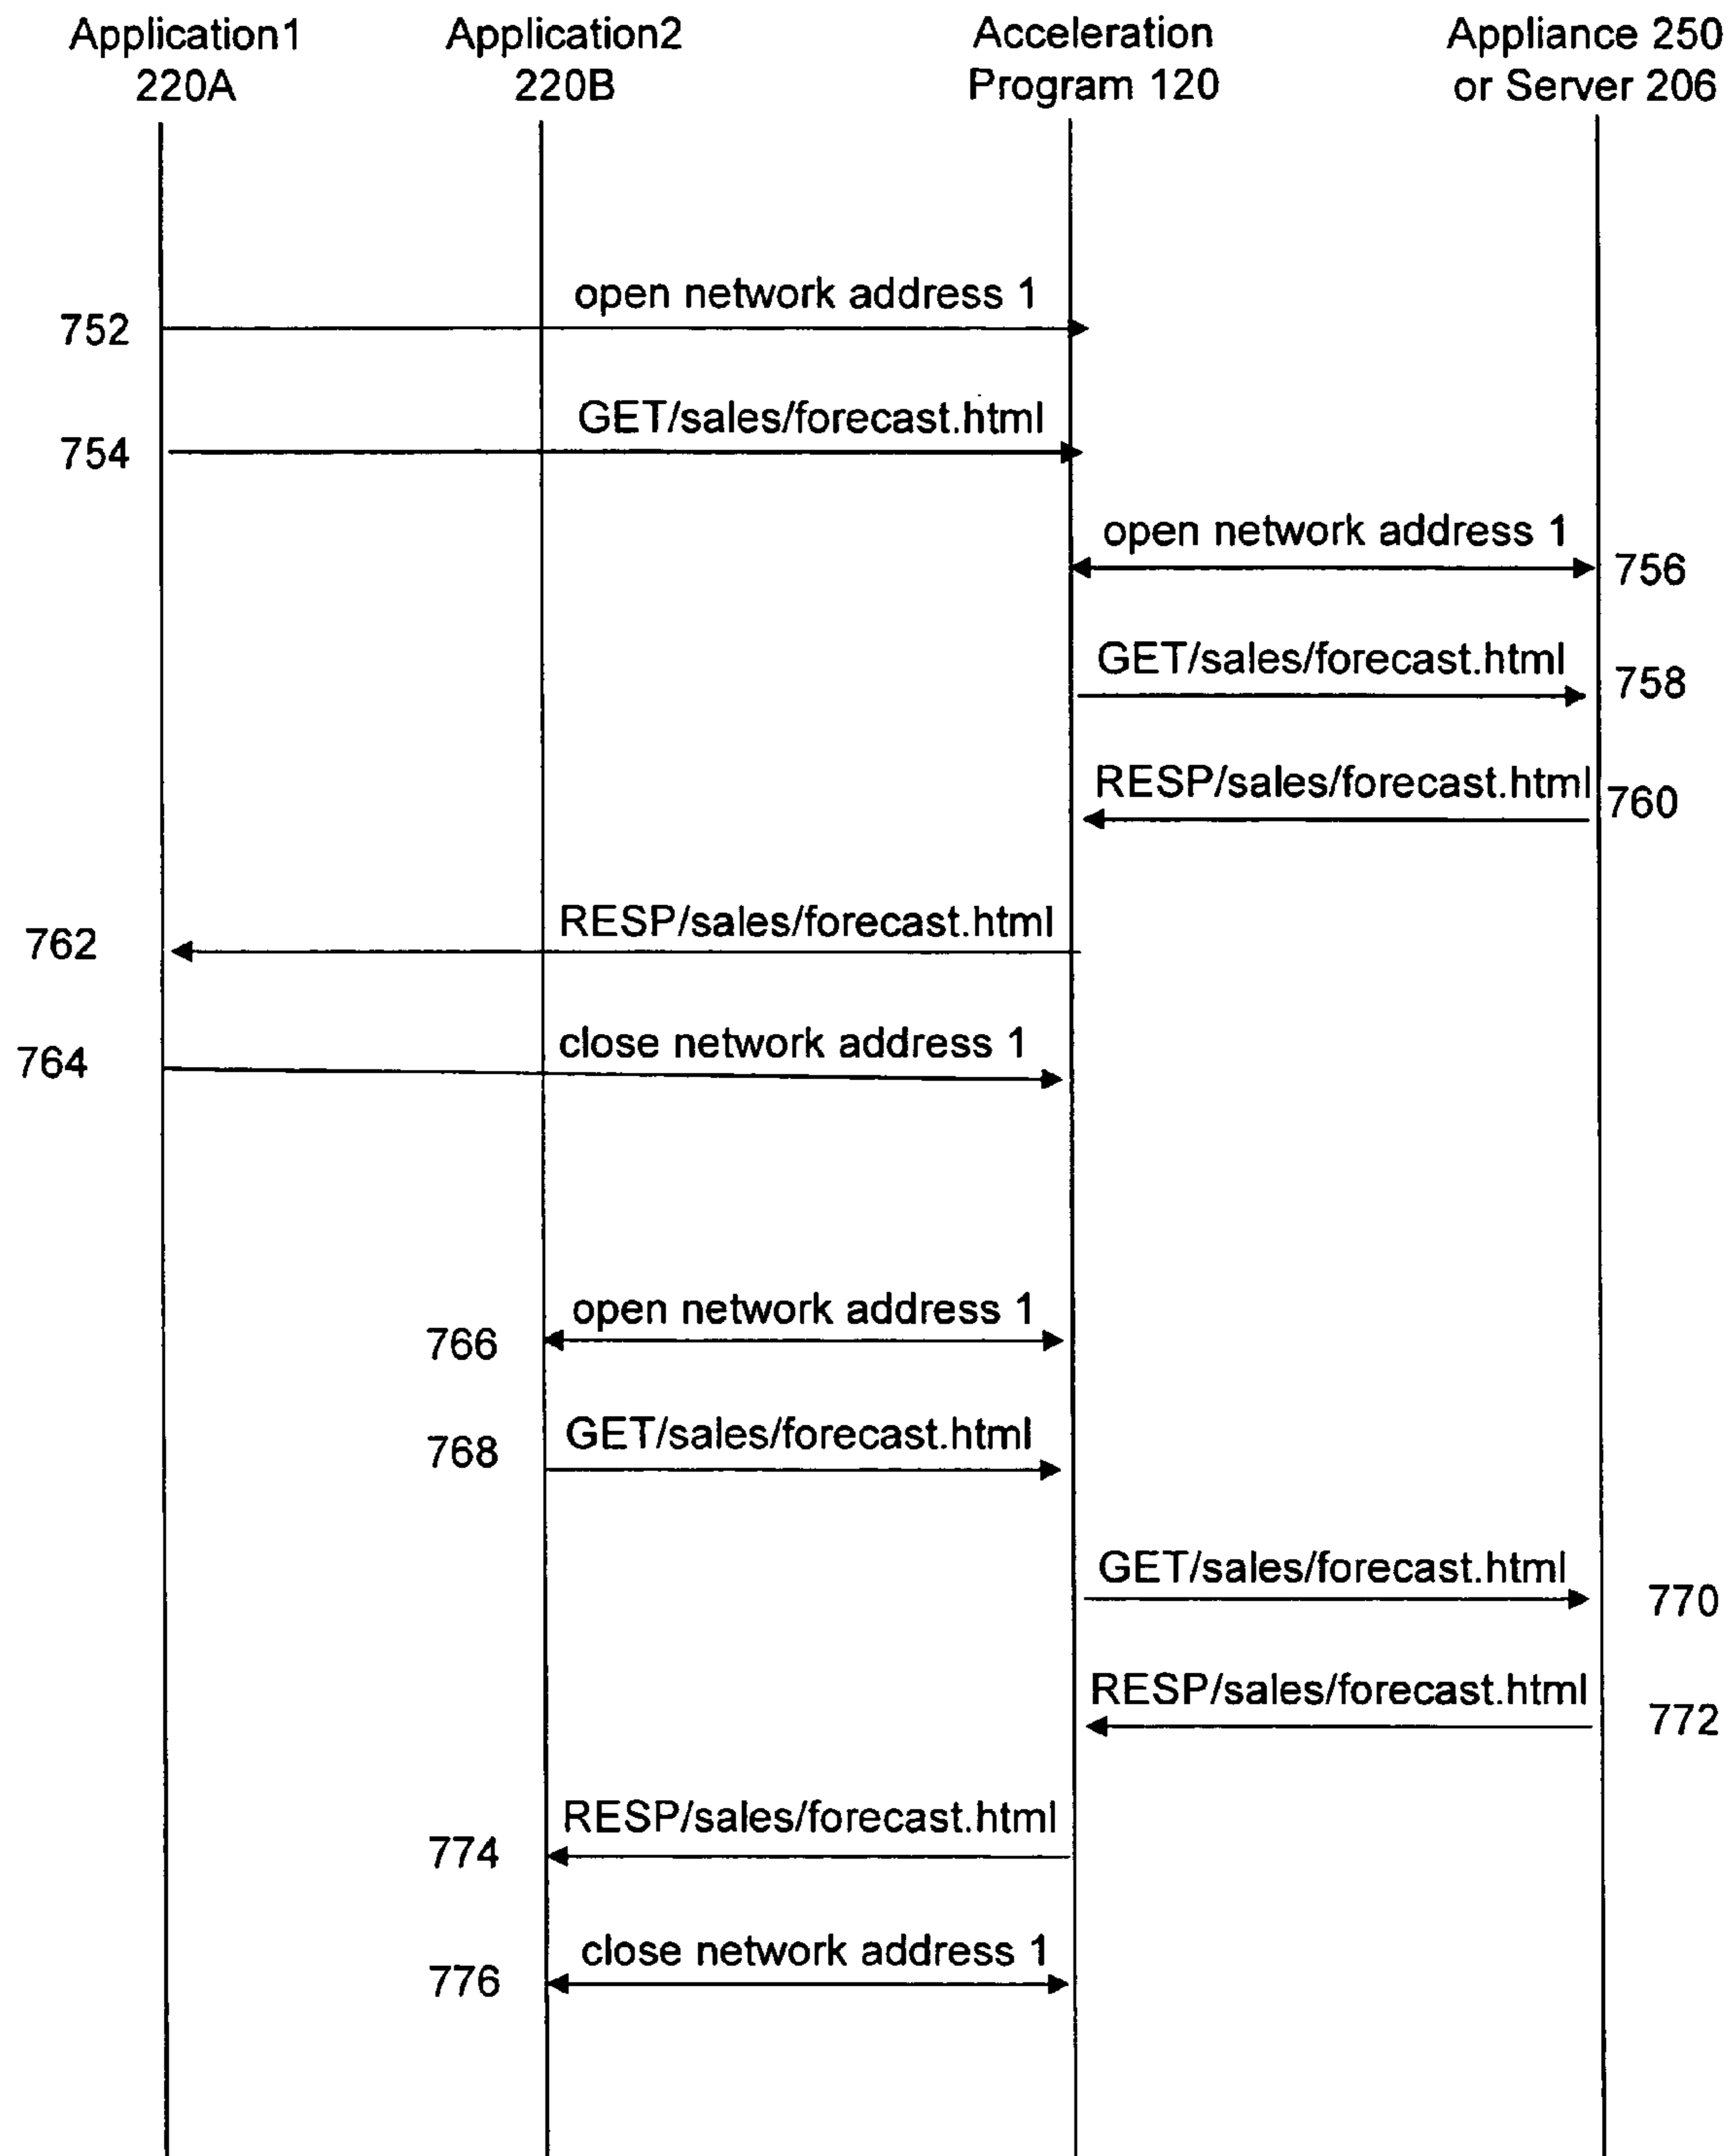 Application1
220A
Application2
220B
Acceleration
Program 120
Appliance 250
or Server 206
open network address 1
752
GET/sales/forecast.html
754
open network address 1
756
GET/sales/forecast.html
758
RESP/sales/forecast.html
760
RESP/sales/forecast.html
762
close network address 1
764
open network address 1
766
GET/sales/forecast.html
768
GET/sales/forecast.html
770
RESP/sales/forecast.html
772
RESP/sales/forecast.html
774
close network address 1
776